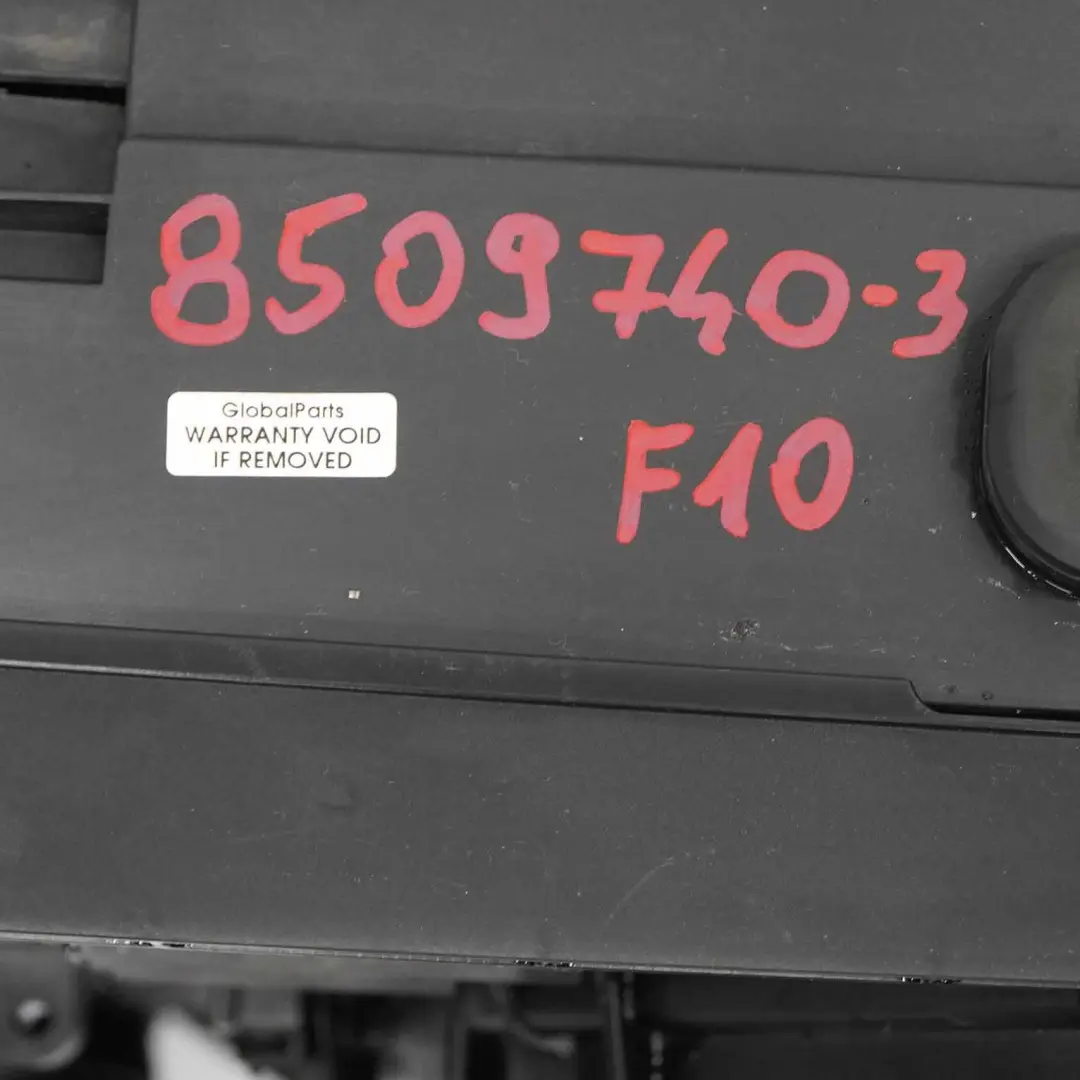 8509740-3
GlobalParts
WARRANTY VOID
IF REMOVED
F10